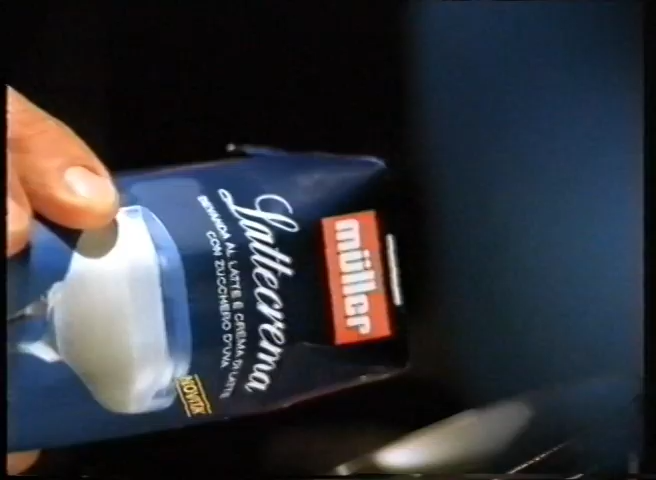 müller
Lattecrema
BEVANDA AL LATTE E CREMA DI LATTE
CON ZUCCHERO D'UVA
NOVITÀ